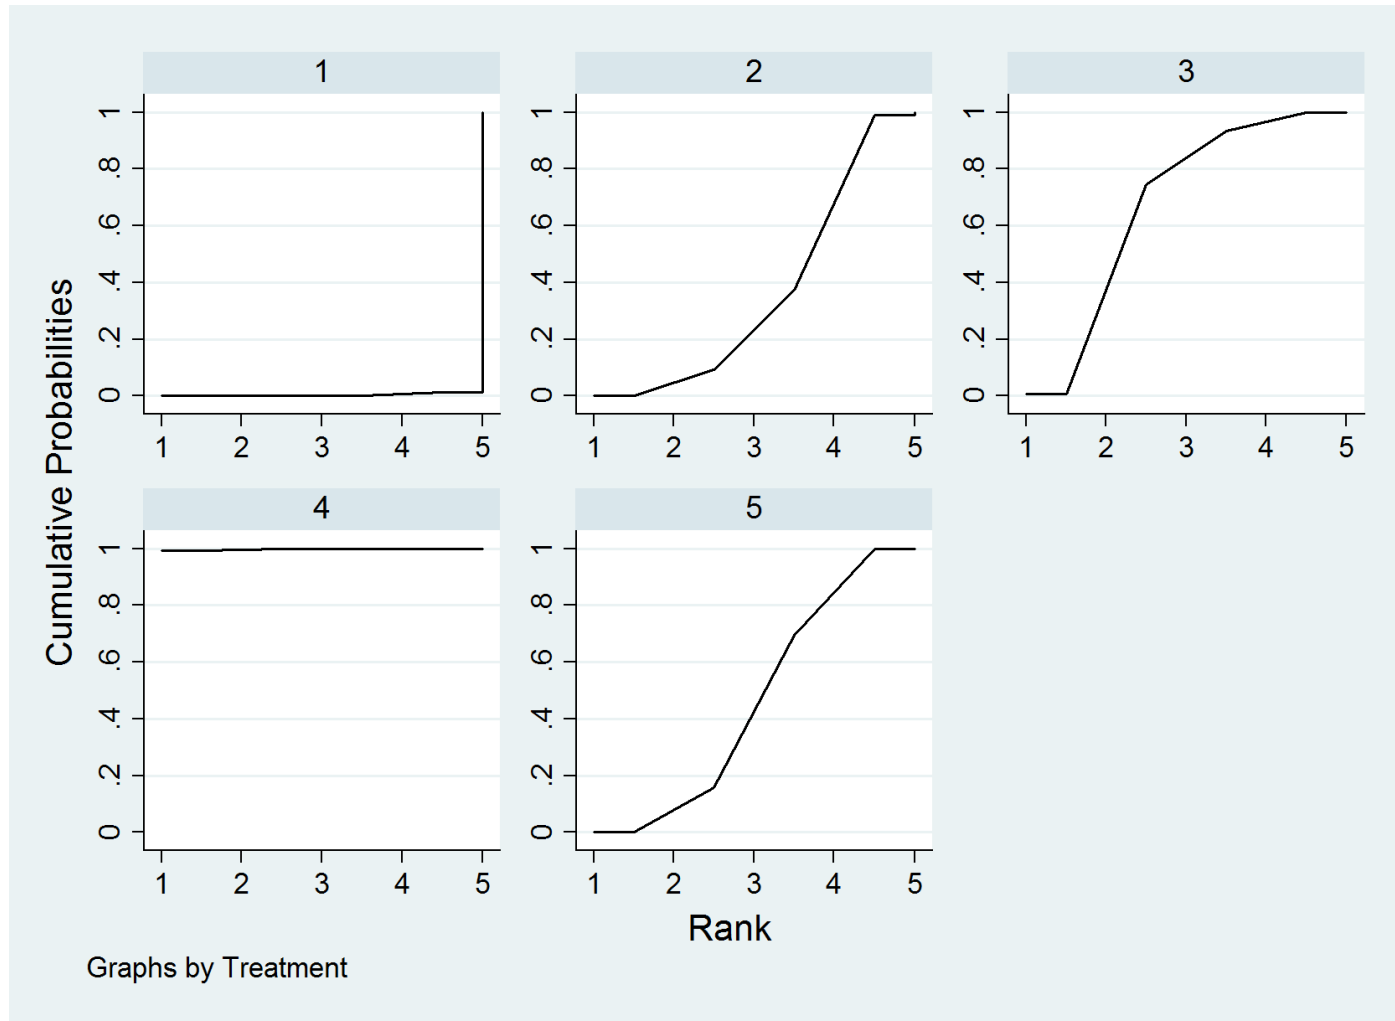 Cumulative Probabilities
1
2
3
0 .2 .4 .6 .8 1
0 .2 .4 .6 .8 1
0 .2 .4 .6 .8 1
1 2 3 4 5
1 2 3 4 5
1 2 3 4 5
4
5
0 .2 .4 .6 .8 1
0 .2 .4 .6 .8 1
1 2 3 4 5
1 2 3 4 5
Rank
Graphs by Treatment